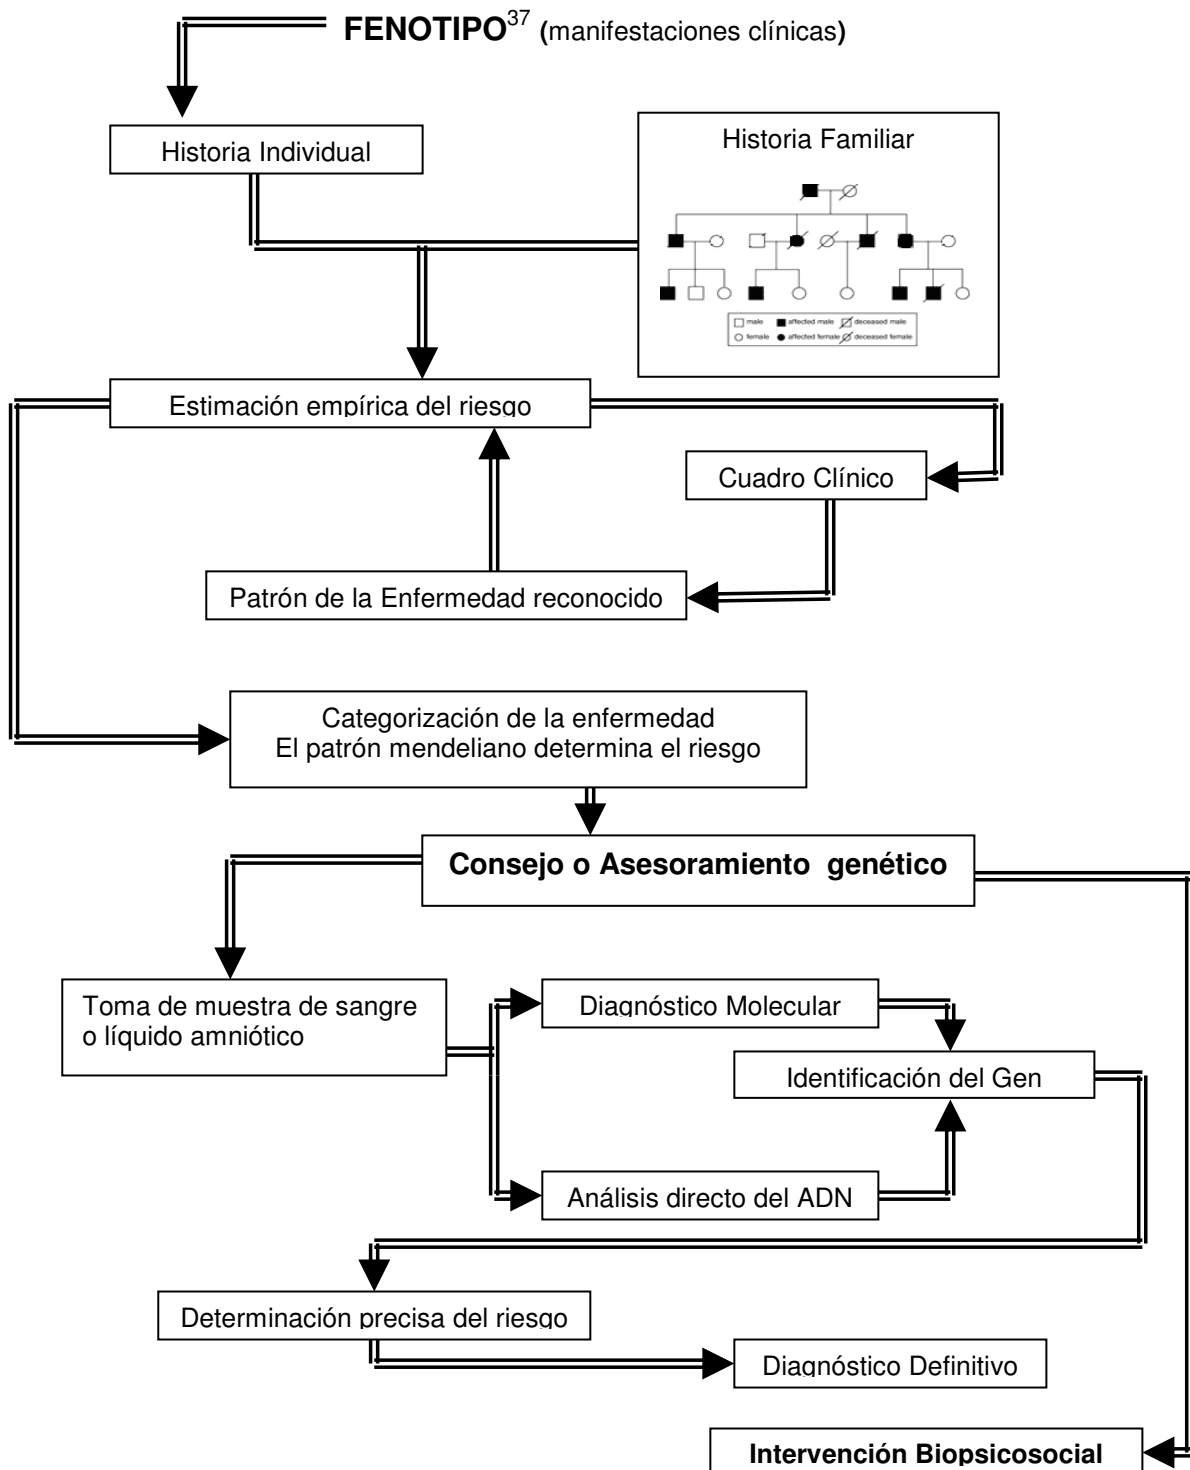 FENOTIPO37 (manifestaciones clínicas)
Historia Individual
Historia Familiar
male affected male deceased male
female affected female deceased female
Estimación empírica del riesgo
Cuadro Clínico
Patrón de la Enfermedad reconocido
Categorización de la enfermedad
El patrón mendeliano determina el riesgo
Consejo o Asesoramiento genético
Toma de muestra de sangre
o líquido amniótico
Diagnóstico Molecular
Identificación del Gen
Análisis directo del ADN
Determinación precisa del riesgo
Diagnóstico Definitivo
Intervención Biopsicosocial